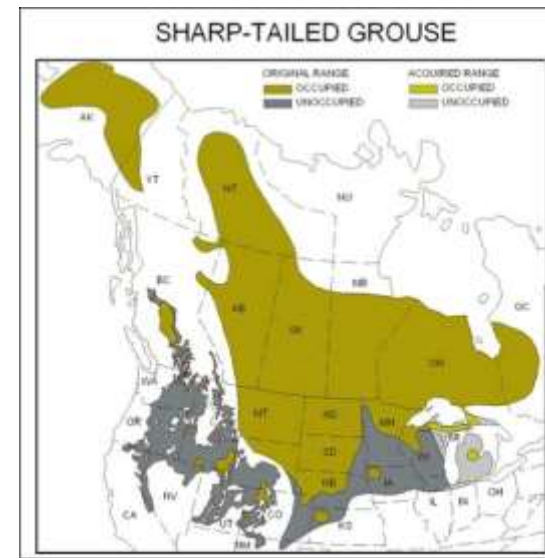 SHARP-TAILED GROUSE
ORIGINAL RANGE
OCCUPIED
UNOCCUPIED
ACQUIRED RANGE
OCCUPIED
UNOCCUPIED
AK
YT
NT
NU
BC
AB
SK
MB
ON
QC
WA
MT
ND
MN
OR
SD
WI
MI
NE
IA
NV
UT
CO
KS
IL
IN
OH
CA
NM